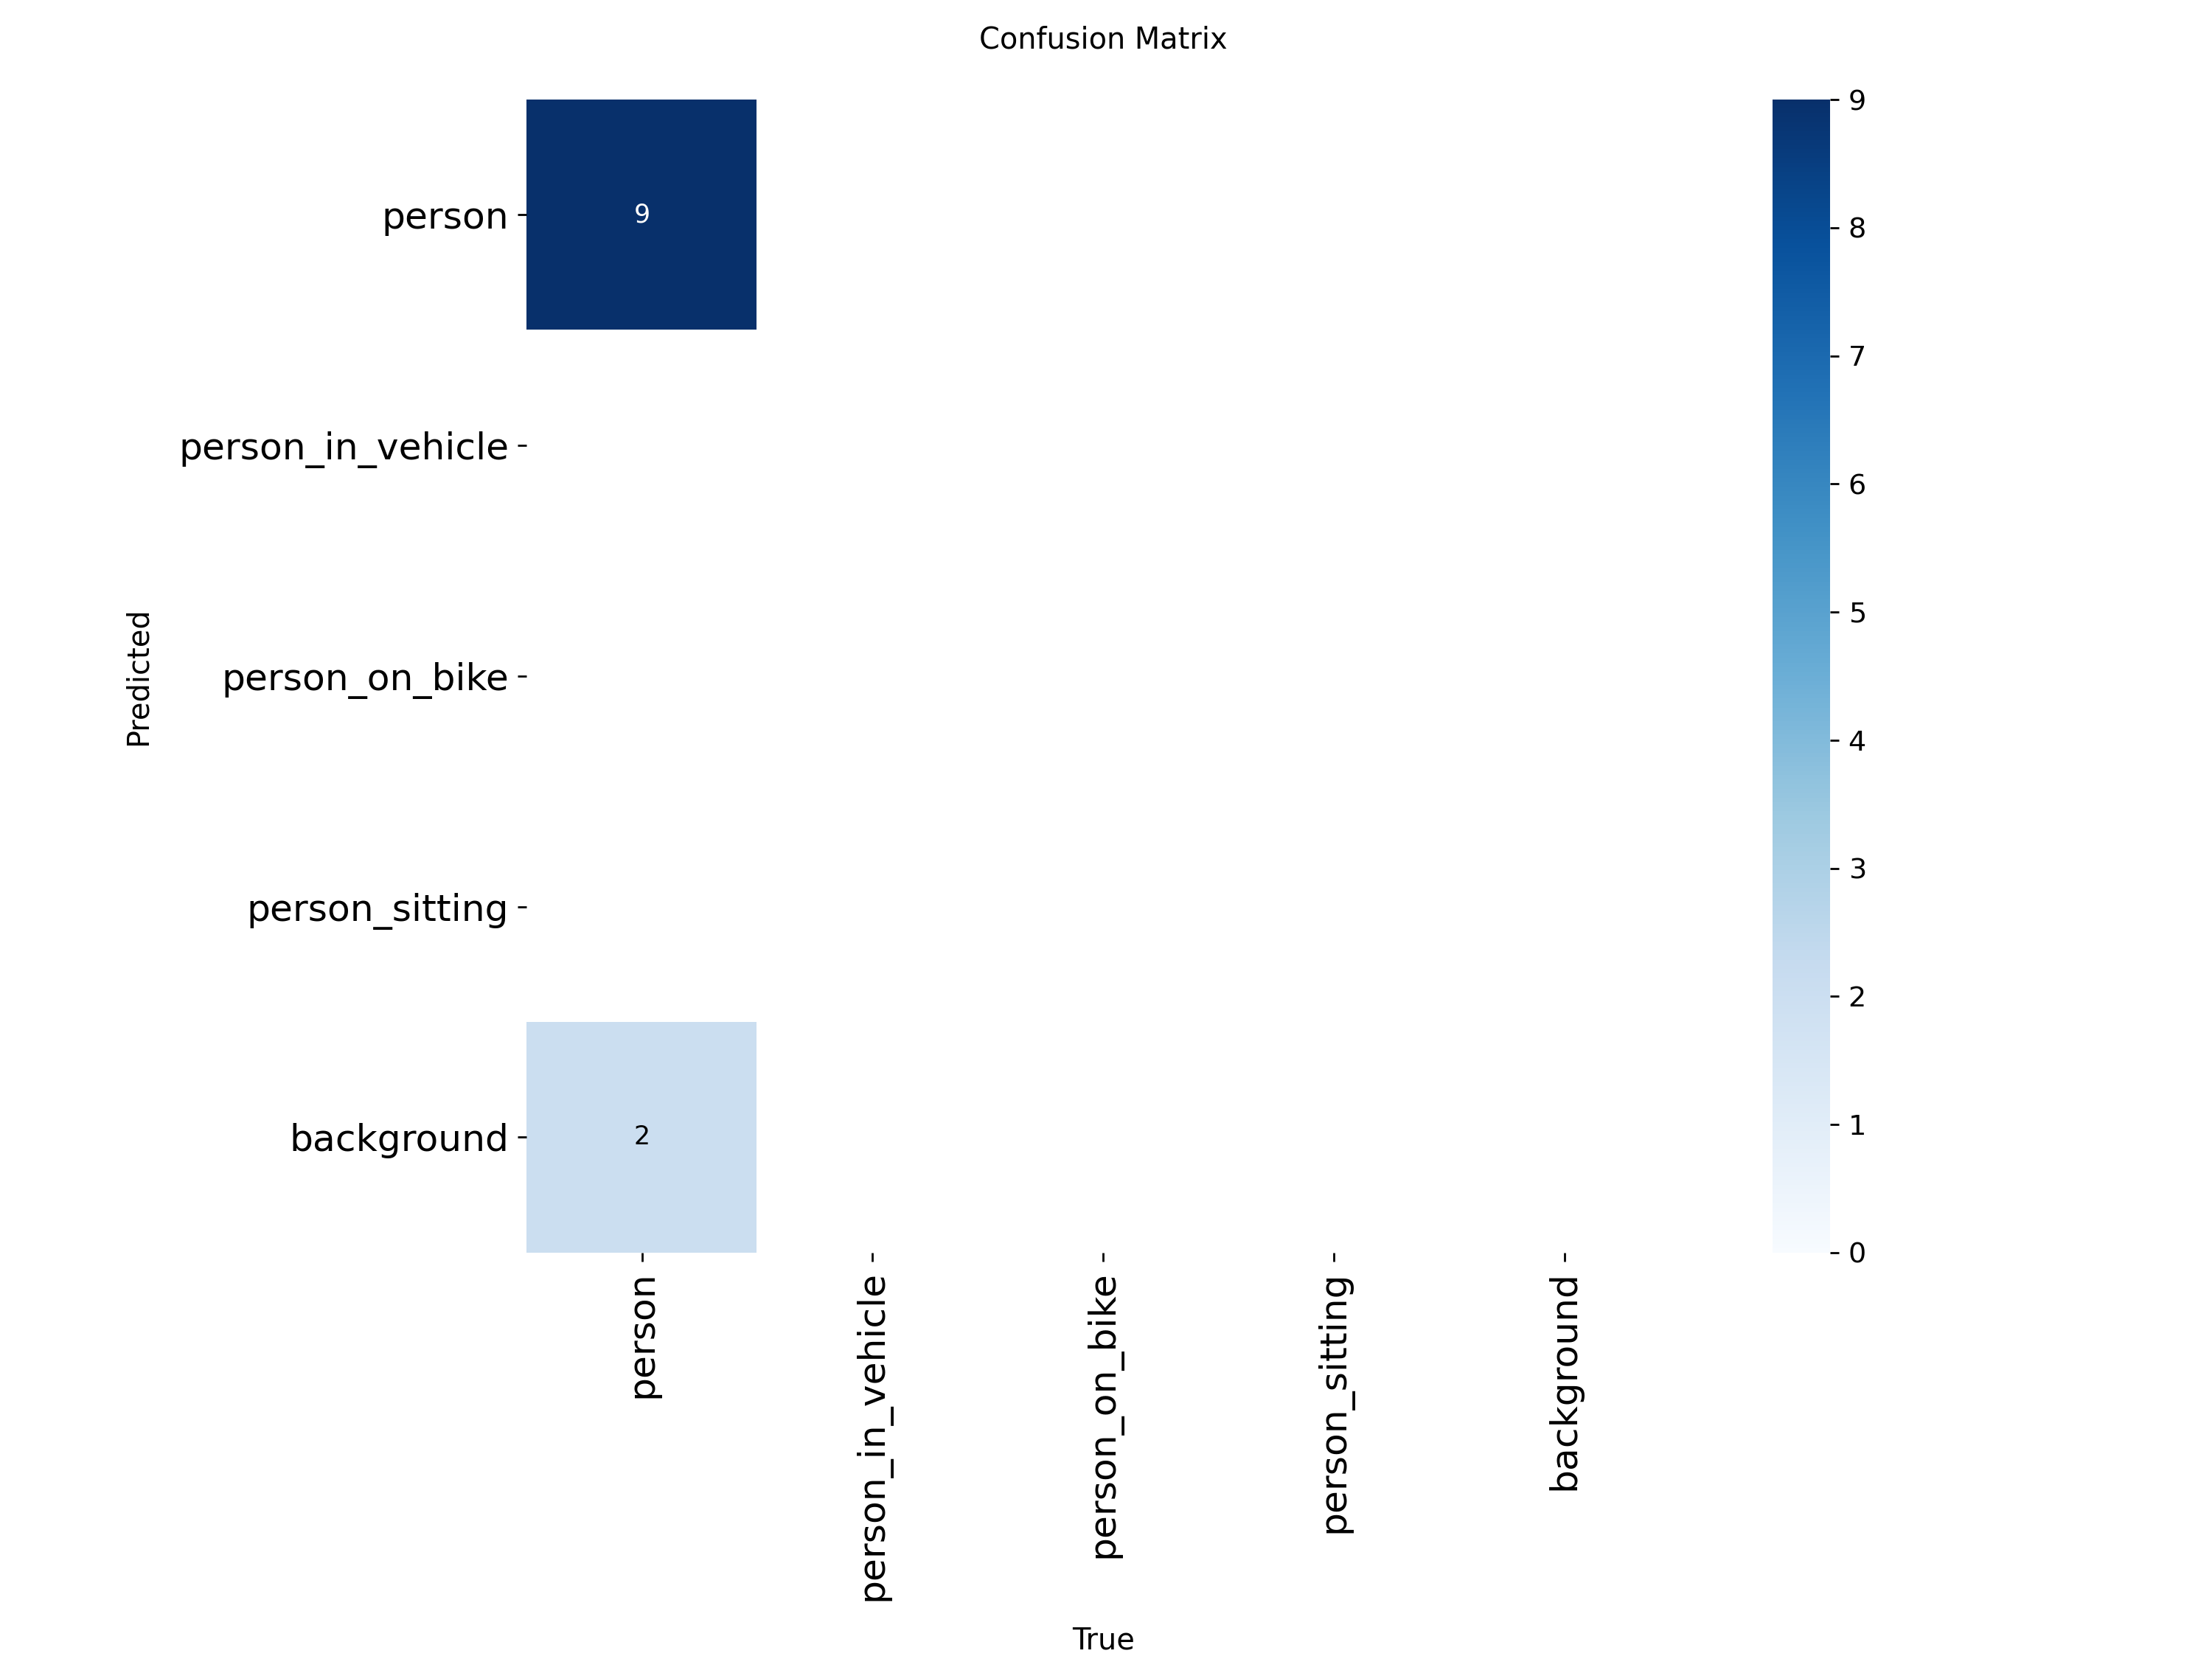 Confusion Matrix
person
person_in_vehicle
person_on_bike
person_sitting
background
Predicted
9
2
person
person_in_vehicle
person_on_bike
person_sitting
background
True
9
8
7
6
5
4
3
2
1
0